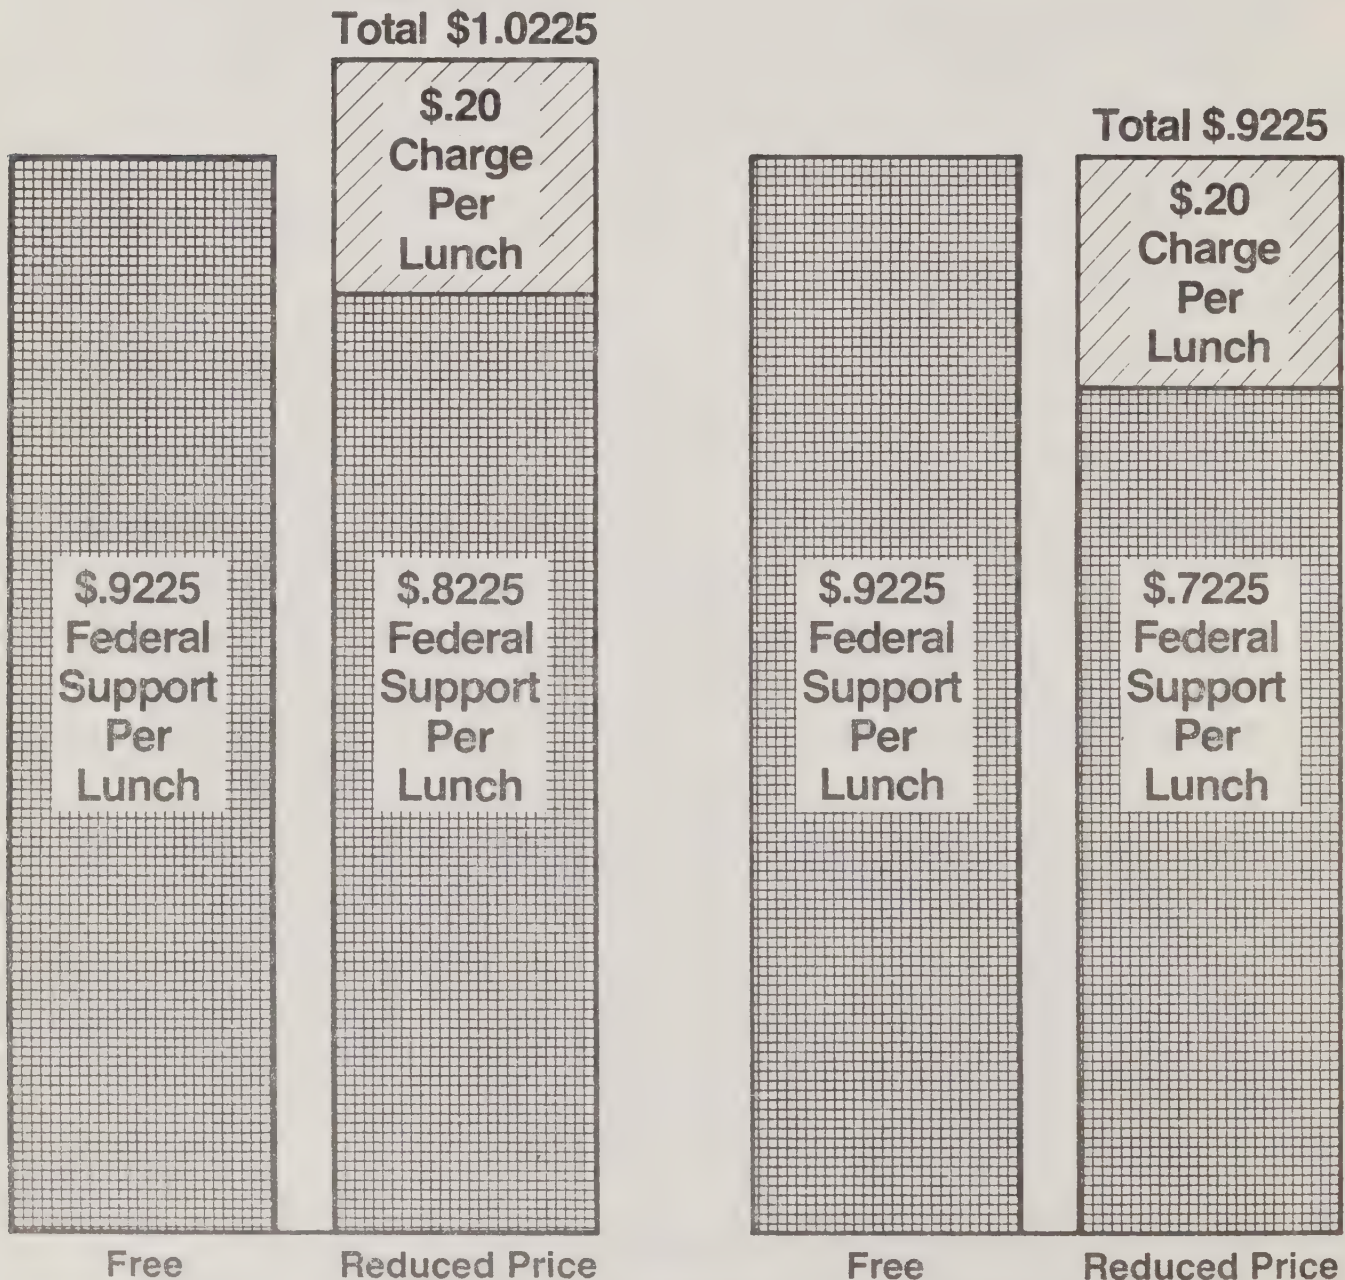 Total $1.0225
$.20
Charge
Per
Lunch
$.9225
Federal
Support
Per
Lunch
$.8225
Federal
Support
Per
Lunch
Free
Reduced Price
Total $.9225
$.20
Charge
Per
Lunch
$.9225
Federal
Support
Per
Lunch
$.7225
Federal
Support
Per
Lunch
Free
Reduced Price